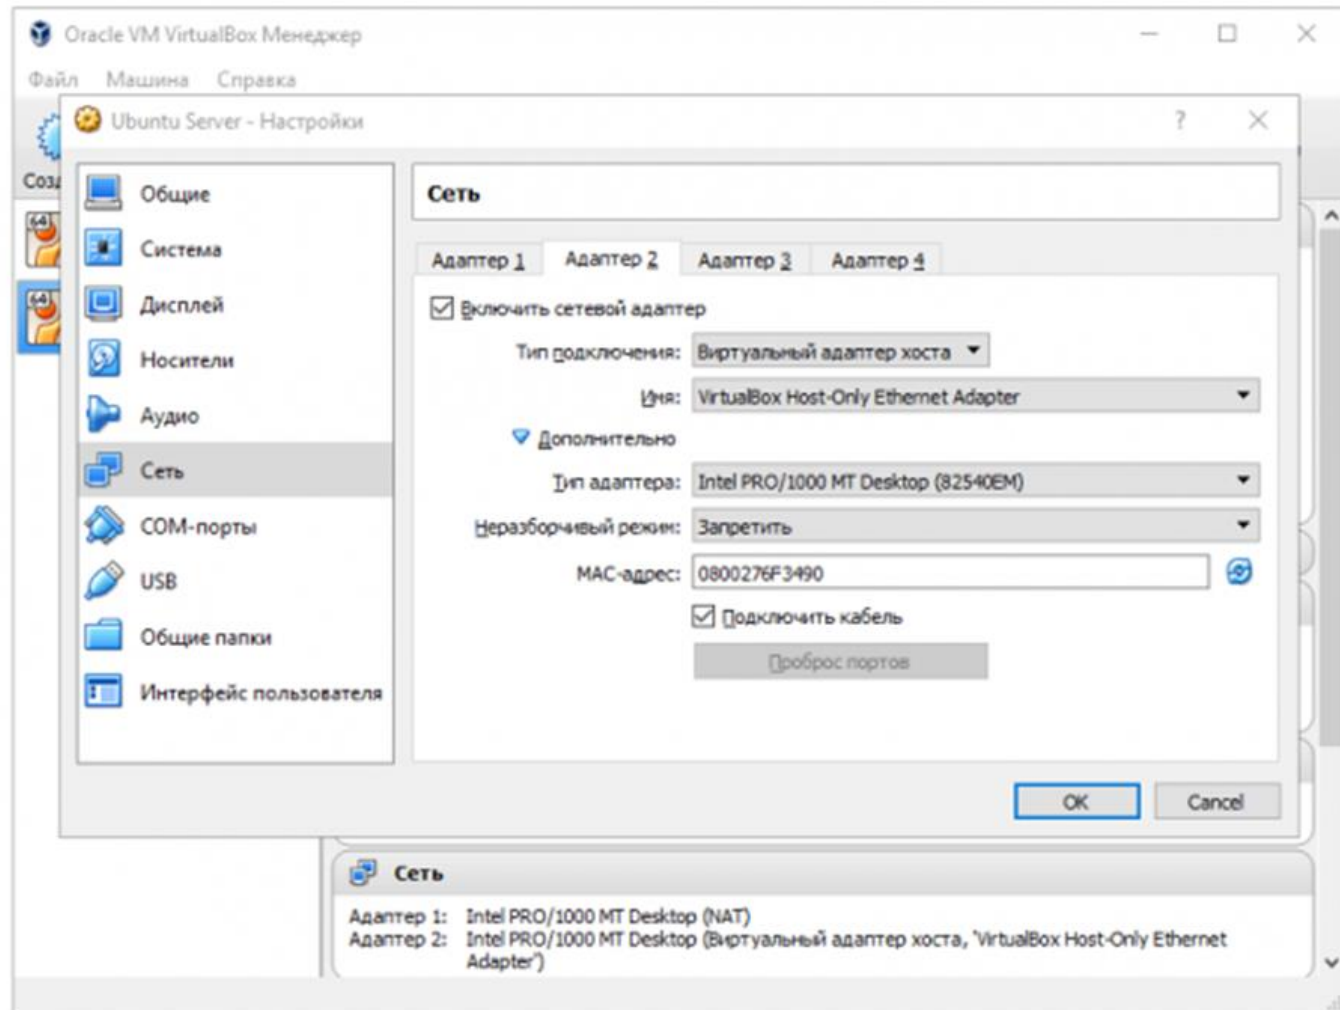 Oracle VM VirtualBox Менеджер
Файл Машина Справка
Ubuntu Server - Настройки
?
Общие
Система
Дисплей
Носители
Аудио
Сеть
COM-порты
USB
Общие папки
Интерфейс пользователя
Сеть
Адаптер 1 Адаптер 2 Адаптер 3 Адаптер 4
Включить сетевой адаптер
Тип подключения: Виртуальный адаптер хоста
Имя: VirtualBox Host-Only Ethernet Adapter
Дополнительно
Тип адаптера: Intel PRO/1000 MT Desktop (82540EM)
Неразборчивый режим: Запретить
MAC-адрес: 0800276F3490
Подключить кабель
Проброс портов
OK Cancel
64
64
Сеть
Адаптер 1: Intel PRO/1000 MT Desktop (NAT)
Адаптер 2: Intel PRO/1000 MT Desktop (Виртуальный адаптер хоста, 'VirtualBox Host-Only Ethernet
Adapter')